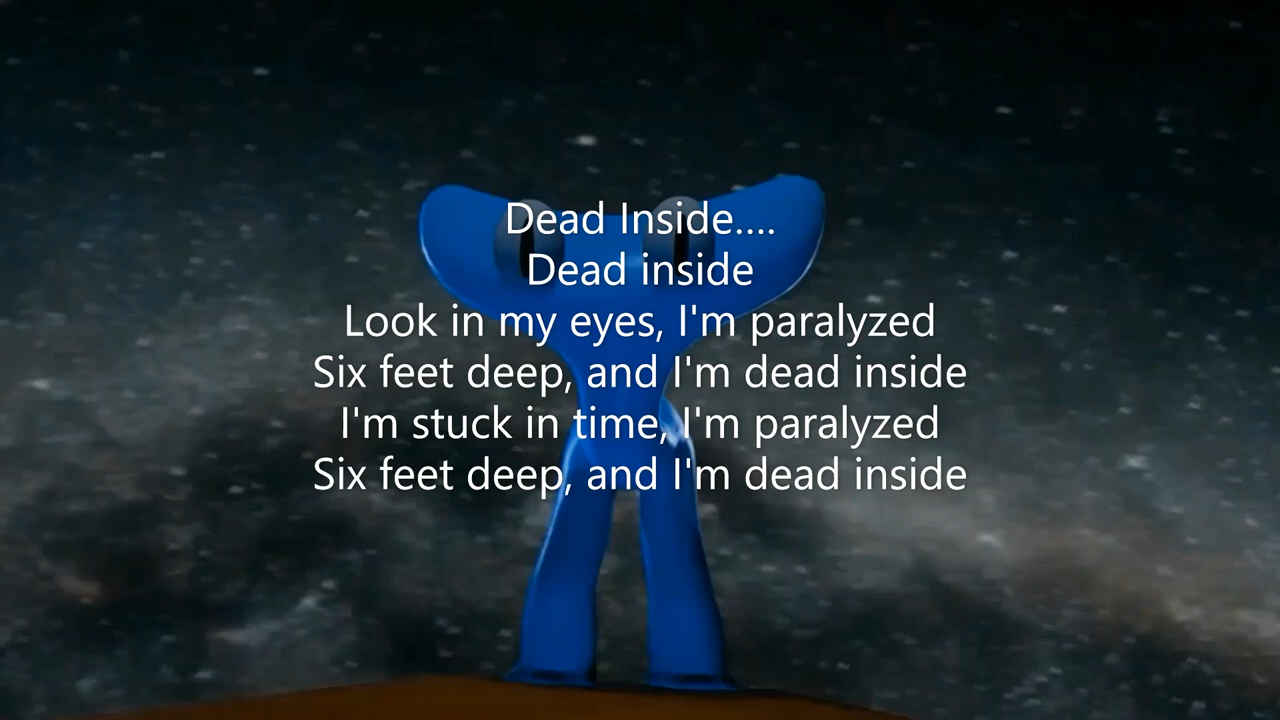 Dead Inside....
Dead inside
Look in my eyes, I'm paralyzed
Six feet deep, and I'm dead inside
I'm stuck in time, I'm paralyzed
Six feet deep, and I'm dead inside